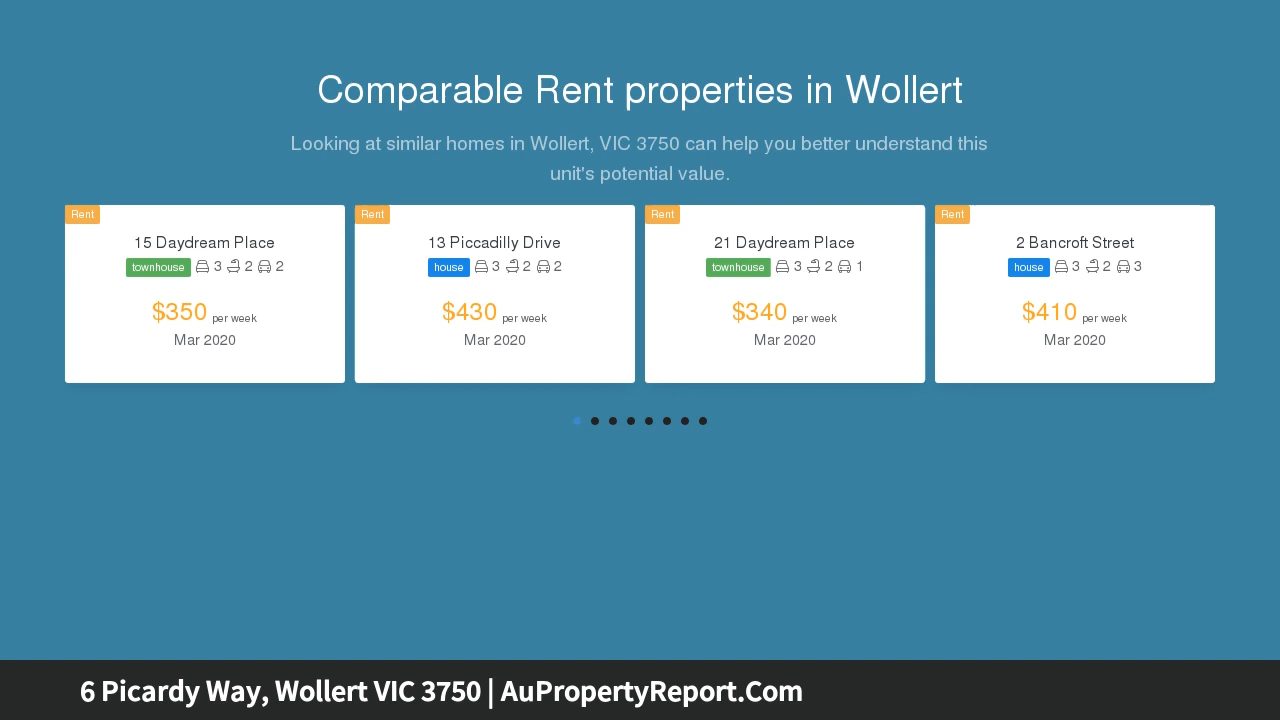 Comparable Rent properties in Wollert
Looking at similar homes in Wollert, VIC 3750 can help you better understand this
unit's potential value.
Rent
15 Daydream Place
townhouse 3 2 2
$350 per week
Mar 2020
Rent
13 Piccadilly Drive
house 3 2 2
$430 per week
Mar 2020
Rent
21 Daydream Place
townhouse 3 2 1
$340 per week
Mar 2020
Rent
2 Bancroft Street
house 3 2 3
$410 per week
Mar 2020
6 Picardy Way, Wollert VIC 3750 | AuPropertyReport.Com